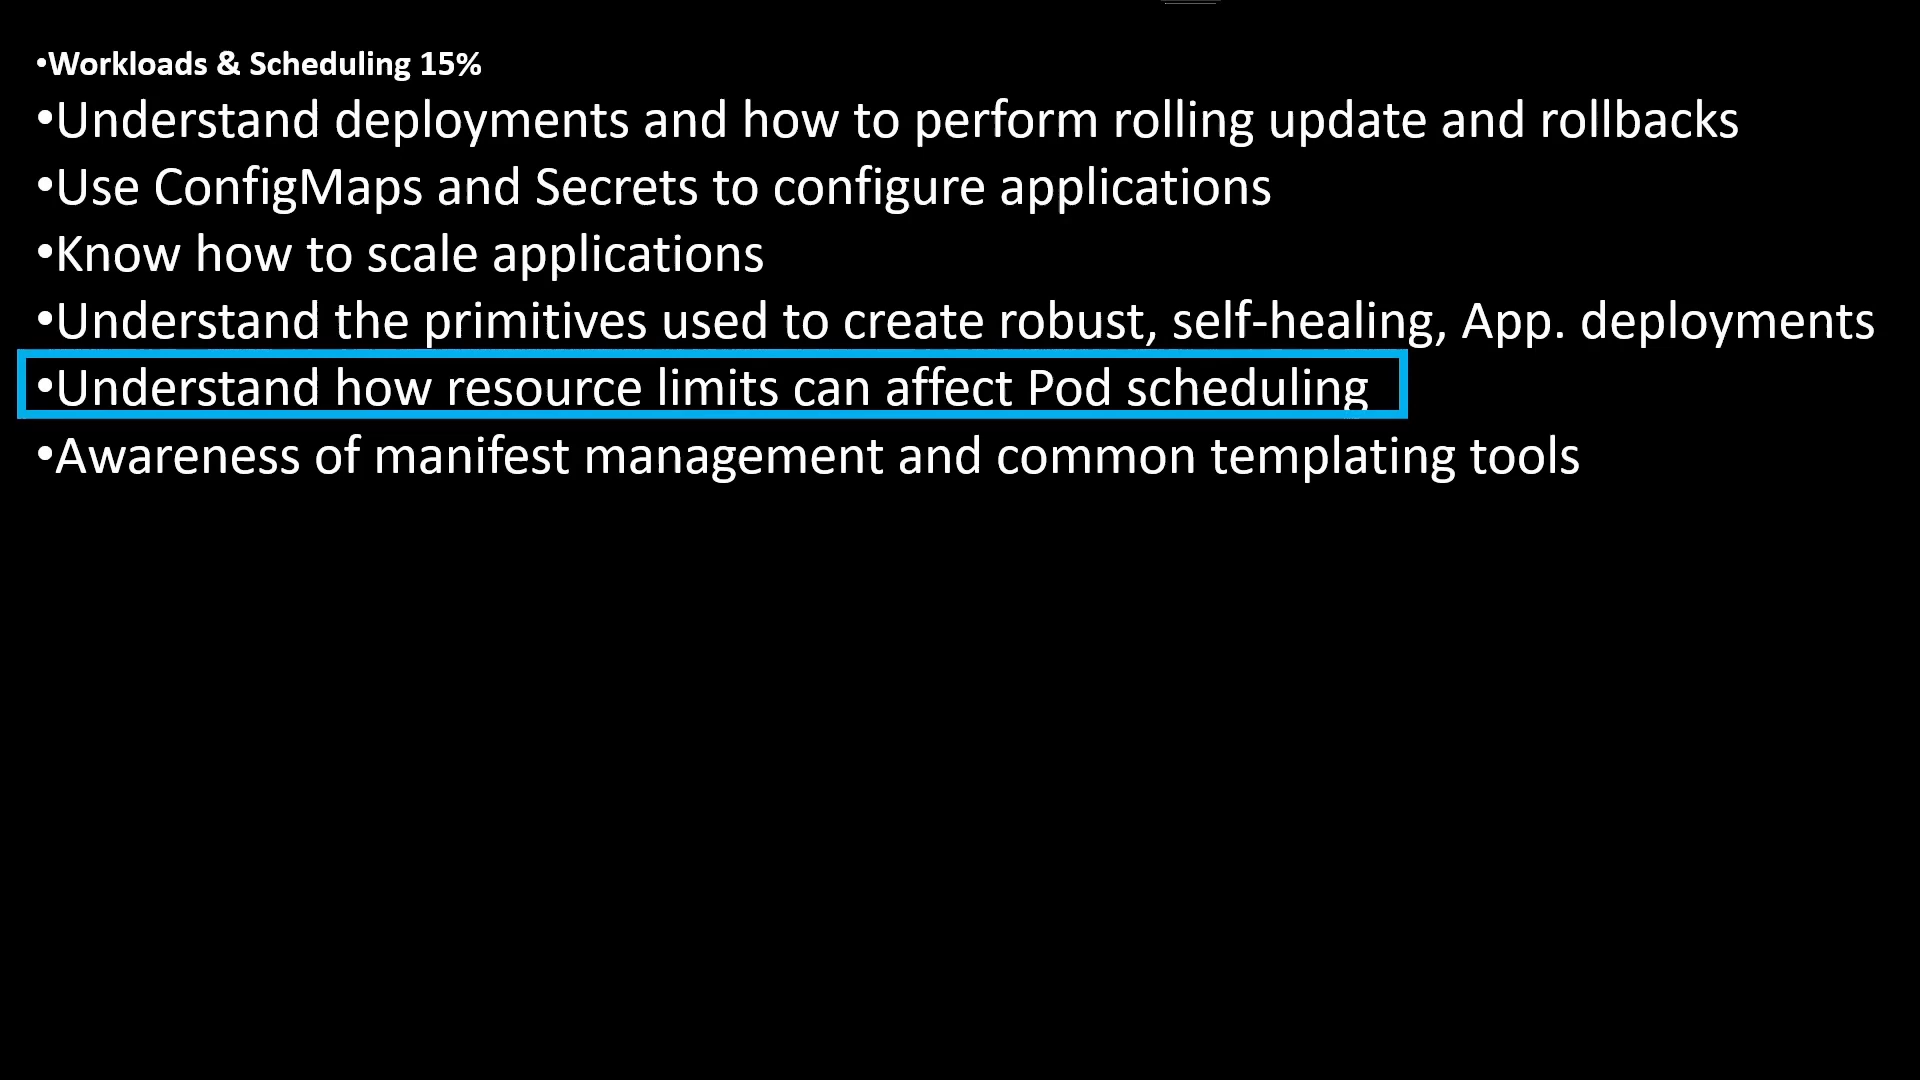 •Workloads & Scheduling 15%
•Understand deployments and how to perform rolling update and rollbacks
•Use ConfigMaps and Secrets to configure applications
•Know how to scale applications
•Understand the primitives used to create robust, self-healing, App. deployments
•Understand how resource limits can affect Pod scheduling
•Awareness of manifest management and common templating tools